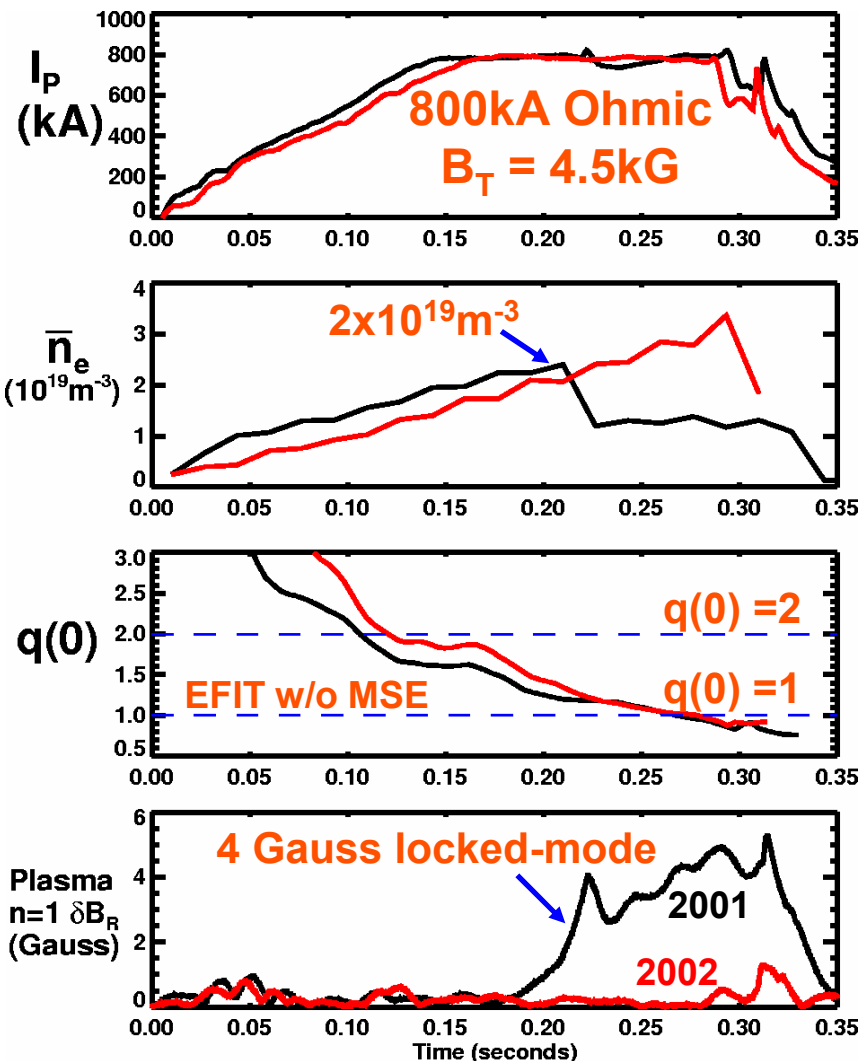 I_P
(kA)
1000
800
600
400
200
0
800kA Ohmic
B_T = 4.5kG
0.00 0.05 0.10 0.15 0.20 0.25 0.30 0.35
n̅_e
(10^19 m^-3)
4
3
2
1
0
2x10^19 m^-3
0.00 0.05 0.10 0.15 0.20 0.25 0.30 0.35
q(0)
3.0
2.5
2.0
1.5
1.0
0.5
q(0) =2
EFIT w/o MSE
q(0) =1
0.00 0.05 0.10 0.15 0.20 0.25 0.30 0.35
Plasma
n=1 δB_R
(Gauss)
6
4
2
0
4 Gauss locked-mode
2001
2002
0.00 0.05 0.10 0.15 0.20 0.25 0.30 0.35
Time (seconds)